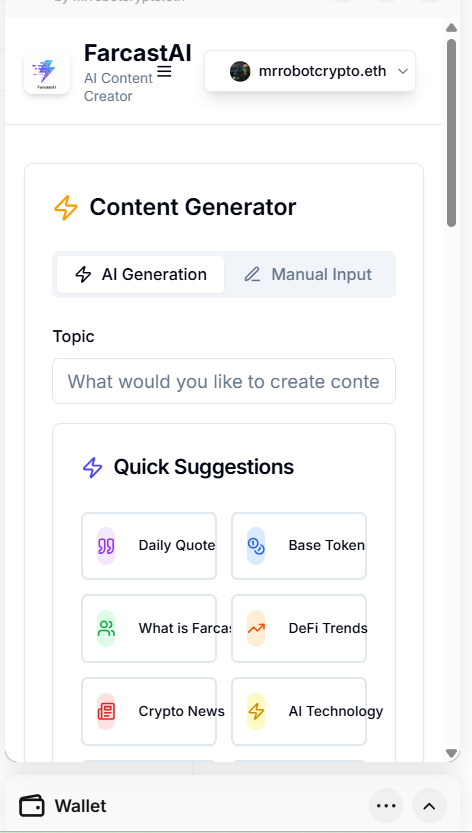 by mrrobotcrypto.eth
FarcastAI
AI Content
Creator
FarcastAI
mrrobotcrypto.eth
Content Generator
AI Generation
Manual Input
Topic
What would you like to create conte
Quick Suggestions
Daily Quote
Base Token
What is Farcas
DeFi Trends
Crypto News
AI Technology
Wallet